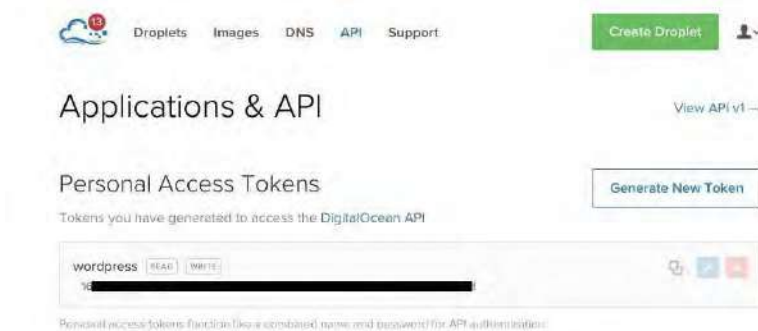 13
Droplets Images DNS API Support Create Droplet
Applications & API View API v1
Personal Access Tokens Generate New Token
Tokens you have generated to access the DigitalOcean API
wordpress READ WRITE
Personal access tokens function like a combined name and password for API authentication.